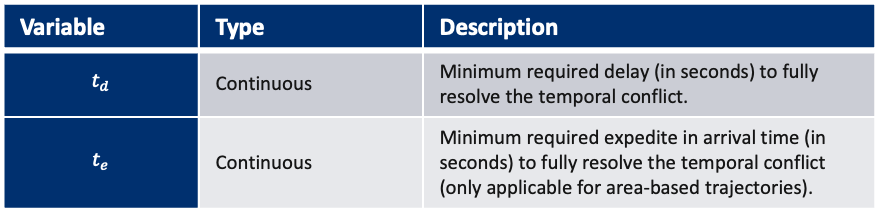 Variable Type Description
t_d Continuous Minimum required delay (in seconds) to fully
resolve the temporal conflict.
t_e Continuous Minimum required expedite in arrival time (in
seconds) to fully resolve the temporal conflict
(only applicable for area-based trajectories).